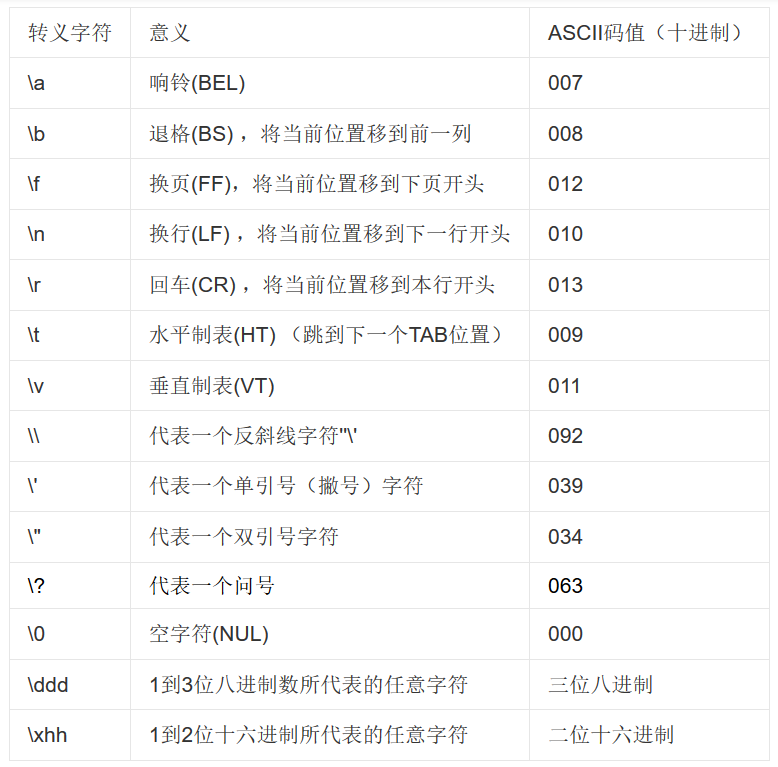 转义字符 意义 ASCII码值（十进制）
\a 响铃(BEL) 007
\b 退格(BS) ，将当前位置移到前一列 008
\f 换页(FF)，将当前位置移到下页开头 012
\n 换行(LF) ，将当前位置移到下一行开头 010
\r 回车(CR) ，将当前位置移到本行开头 013
\t 水平制表(HT) （跳到下一个TAB位置） 009
\v 垂直制表(VT) 011
\\ 代表一个反斜线字符"\' 092
\' 代表一个单引号（撇号）字符 039
\" 代表一个双引号字符 034
\? 代表一个问号 063
\0 空字符(NUL) 000
\ddd 1到3位八进制数所代表的任意字符 三位八进制
\xhh 1到2位十六进制所代表的任意字符 二位十六进制